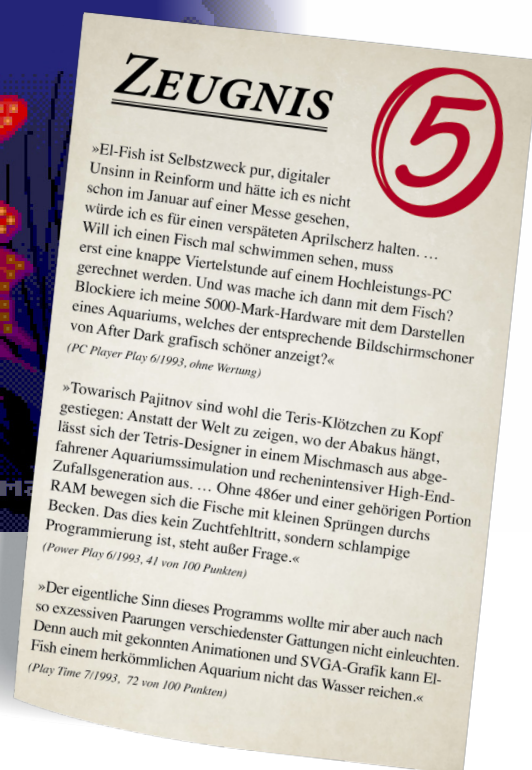 ZEUGNIS
5
»El-Fish ist Selbstzweck pur, digitaler
Unsinn in Reinform und hätte ich es nicht
schon im Januar auf einer Messe gesehen,
würde ich es für einen verspäteten Aprilscherz halten. …
Will ich einen Fisch mal schwimmen sehen, muss
erst eine knappe Viertelstunde auf einem Hochleistungs-PC
gerechnet werden. Und was mache ich dann mit dem Fisch?
Blockiere ich meine 5000-Mark-Hardware mit dem Darstellen
eines Aquariums, welches der entsprechende Bildschirmschoner
von After Dark grafisch schöner anzeigt?«
(PC Player Play 6/1993, ohne Wertung)
»Towarisch Pajitnov sind wohl die Teris-Klötzchen zu Kopf
gestiegen: Anstatt der Welt zu zeigen, wo der Abakus hängt,
lässt sich der Tetris-Designer in einem Mischmasch aus abge-
fahrener Aquariumssimulation und rechenintensiver High-End-
Zufallsgeneration aus. … Ohne 486er und einer gehörigen Portion
RAM bewegen sich die Fische mit kleinen Sprüngen durchs
Becken. Das dies kein Zuchtfehltritt, sondern schlampige
Programmierung ist, steht außer Frage.«
(Power Play 6/1993, 41 von 100 Punkten)
»Der eigentliche Sinn dieses Programms wollte mir aber auch nach
so exzessiven Paarungen verschiedenster Gattungen nicht einleuchten.
Denn auch mit gekonnten Animationen und SVGA-Grafik kann El-
Fish einem herkömmlichen Aquarium nicht das Wasser reichen.«
(Play Time 7/1993, 72 von 100 Punkten)